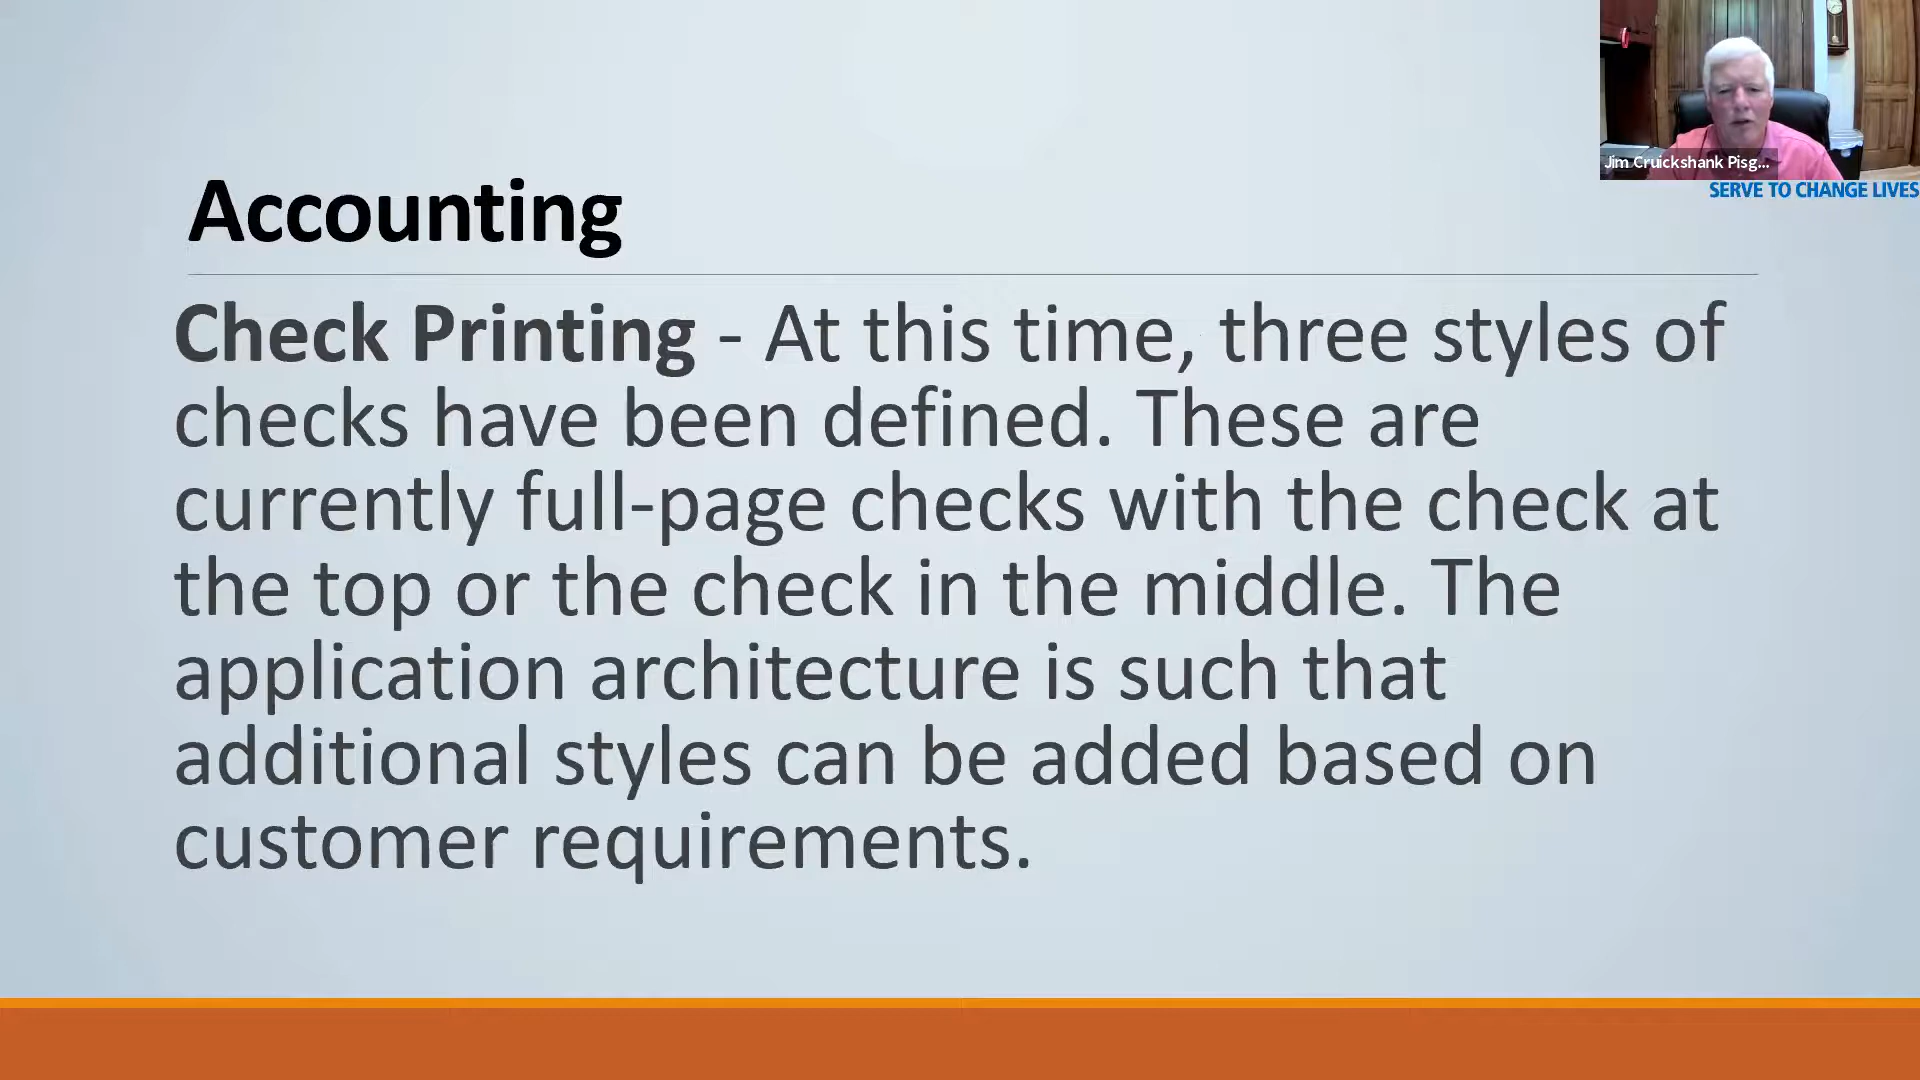 Jim Cruickshank Pisg...
SERVE TO CHANGE LIVES
Accounting
Check Printing - At this time, three styles of
checks have been defined. These are
currently full-page checks with the check at
the top or the check in the middle. The
application architecture is such that
additional styles can be added based on
customer requirements.